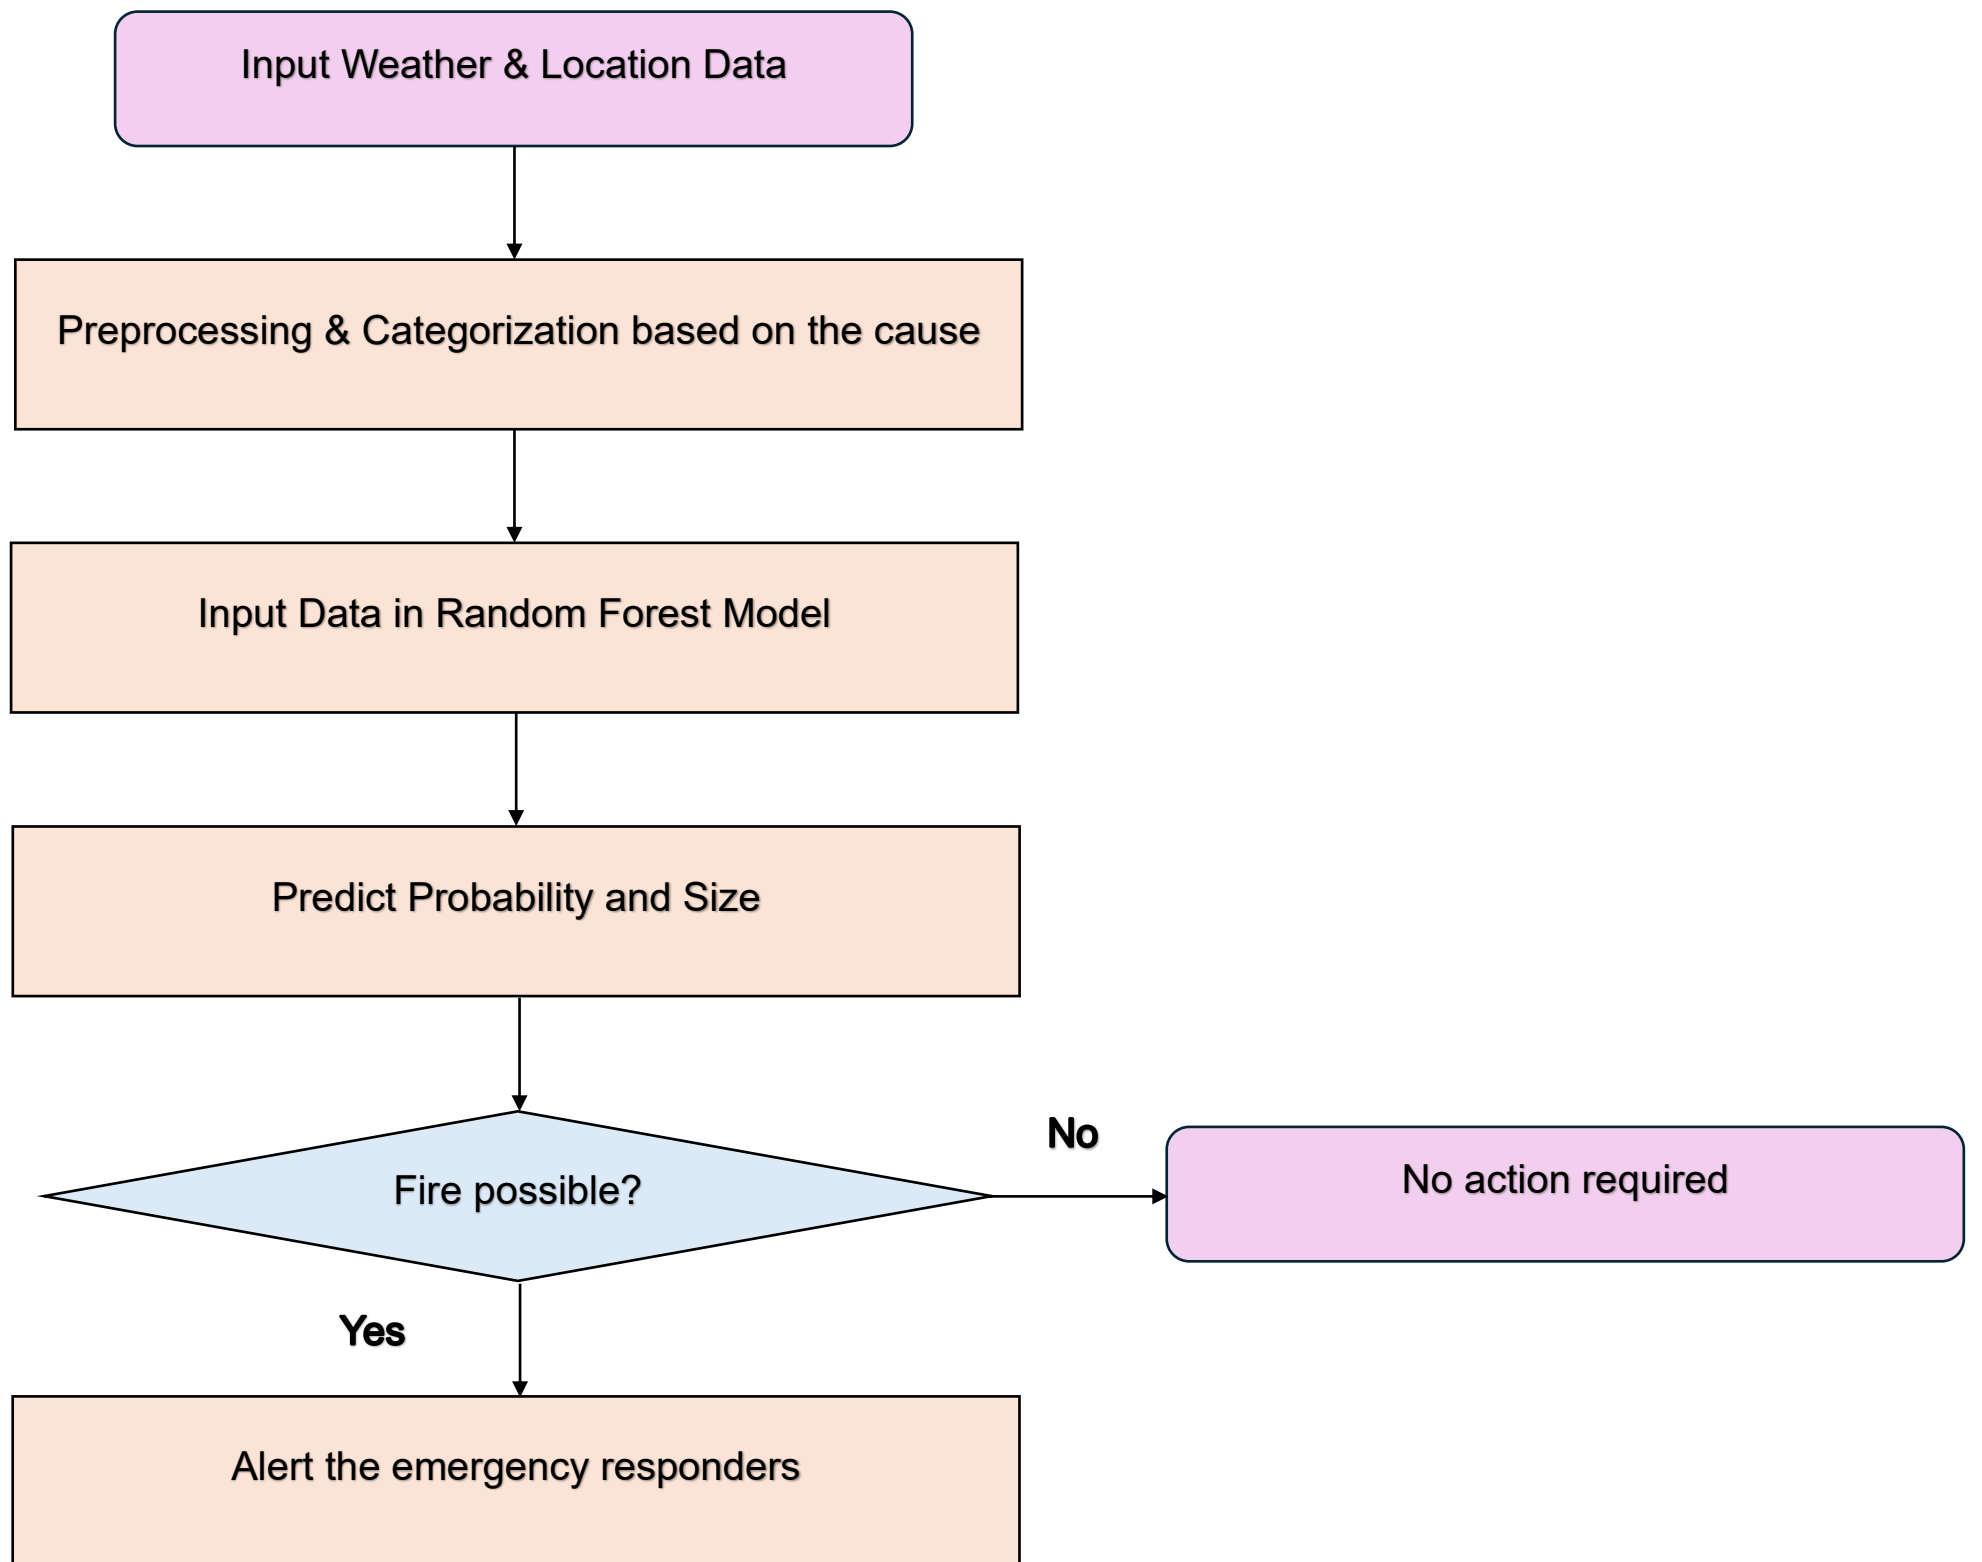 Input Weather & Location Data
Preprocessing & Categorization based on the cause
Input Data in Random Forest Model
Predict Probability and Size
Fire possible?
No
No action required
Yes
Alert the emergency responders